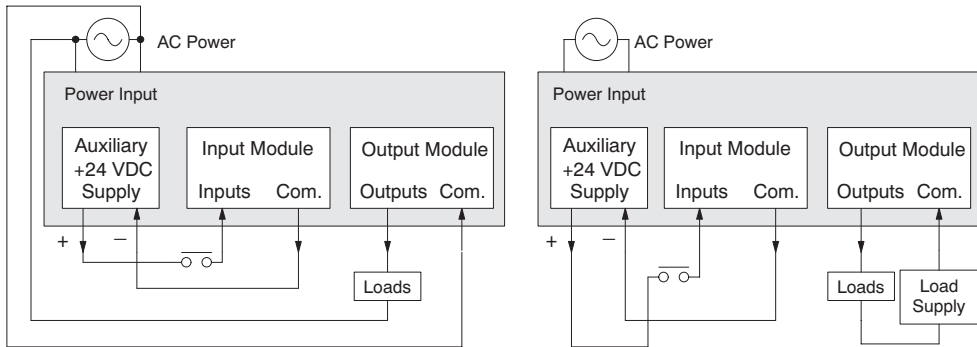 AC Power
Power Input
Auxiliary
+24 VDC
Supply
Input Module
Inputs Com.
Output Module
Outputs Com.
+ –
Loads
AC Power
Power Input
Auxiliary
+24 VDC
Supply
Input Module
Inputs Com.
Output Module
Outputs Com.
+ –
Loads
Load
Supply